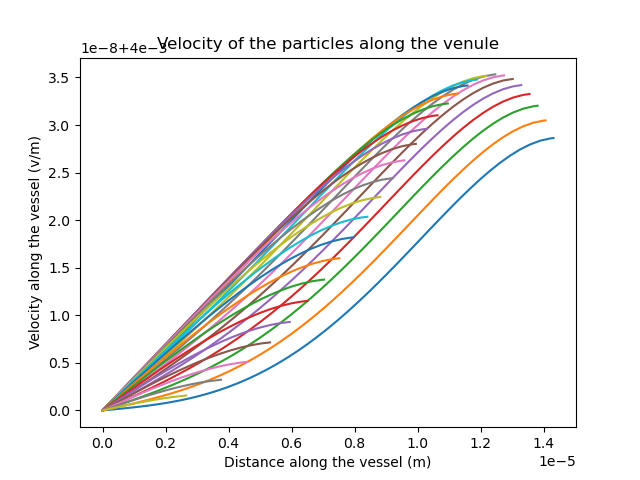 Velocity of the particles along the venule
1e−8+4e−3
3.5
3.0
2.5
2.0
1.5
1.0
0.5
0.0
Velocity along the vessel (v/m)
0.0 0.2 0.4 0.6 0.8 1.0 1.2 1.4
1e−5
Distance along the vessel (m)